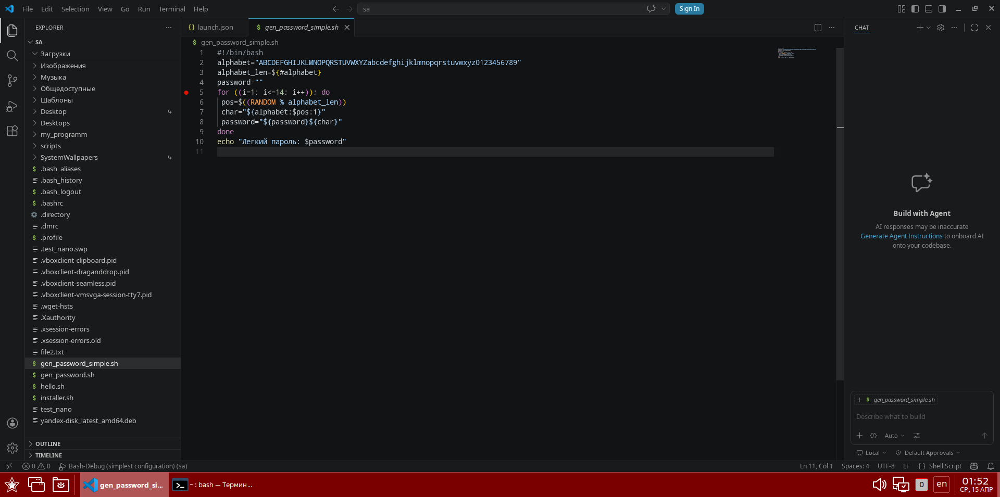 File Edit Selection View Go Run Terminal Help
sa
Sign In
EXPLORER
SA
Загрузки
Изображения
Музыка
Общедоступные
Шаблоны
Desktop
Desktops
my_programm
scripts
SystemWallpapers
.bash_aliases
.bash_history
.bash_logout
.bashrc
.directory
.dmrc
.profile
.test_nano.swp
.vboxclient-clipboard.pid
.vboxclient-draganddrop.pid
.vboxclient-seamless.pid
.vboxclient-vmsvga-session-tty7.pid
.wget-hsts
.Xauthority
.xsession-errors
.xsession-errors.old
file2.txt
gen_password_simple.sh
gen_password.sh
hello.sh
installer.sh
test_nano
yandex-disk_latest_amd64.deb
OUTLINE
TIMELINE
launch.json
gen_password_simple.sh
gen_password_simple.sh
1 #!/bin/bash
2 alphabet="ABCDEFGHIJKLMNOPQRSTUVWXYZabcdefghijklmnopqrstuvwxyz0123456789"
3 alphabet_len=${#alphabet}
4 password=""
5 for ((i=1; i<=14; i++)); do
6 pos=$((RANDOM % alphabet_len))
7 char="${alphabet:$pos:1}"
8 password="${password}${char}"
9 done
10 echo "Легкий пароль: $password"
11
CHAT
Build with Agent
AI responses may be inaccurate
Generate Agent Instructions to onboard AI
onto your codebase.
gen_password_simple.sh
Describe what to build
Auto
Local Default Approvals
0 0 Bash-Debug (simplest configuration) (sa)
Ln 11, Col 1 Spaces: 4 UTF-8 LF { } Shell Script
gen_password_si...
~ : bash — Термин...
0
en
01:52
СР, 15 АПР